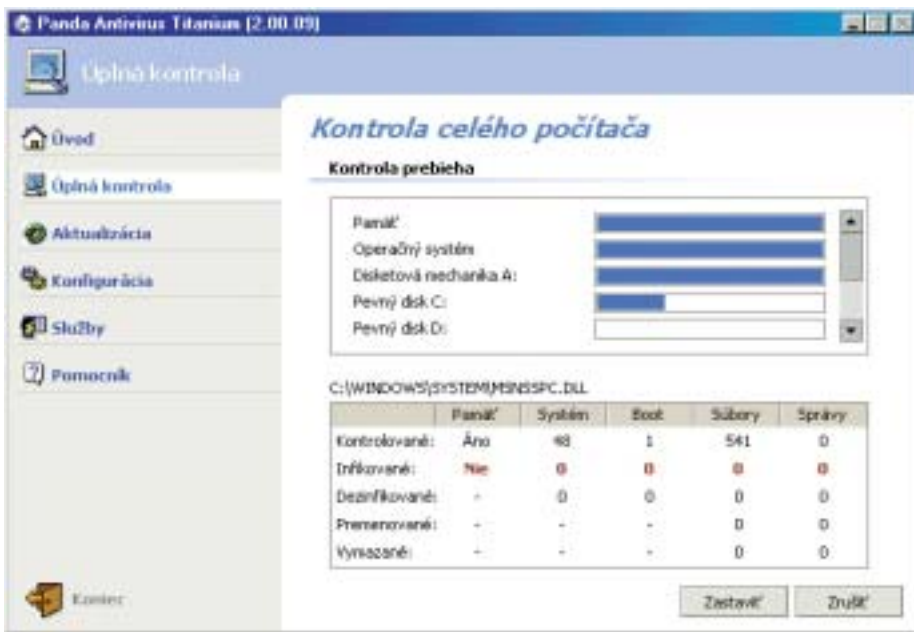 Panda Antivirus Titanium (2.00.09)
Úplná kontrola
Úvod
Úplná kontrola
Aktualizácia
Konfigurácia
Služby
Pomocník
Koniec
Kontrola celého počítača
Kontrola prebieha
Pamäť
Operačný systém
Disketová mechanika A:
Pevný disk C:
Pevný disk D:
C:\WINDOWS\SYSTEM\MSNSSPC.DLL
Pamäť Systém Boot Súbory Správy
Kontrolované: Áno 48 1 541 0
Infikované: Nie 0 0 0 0
Dezinfikované: - 0 0 0 0
Premenované: - - - 0 0
Vymazané: - - - 0 0
Zastaviť Zrušiť